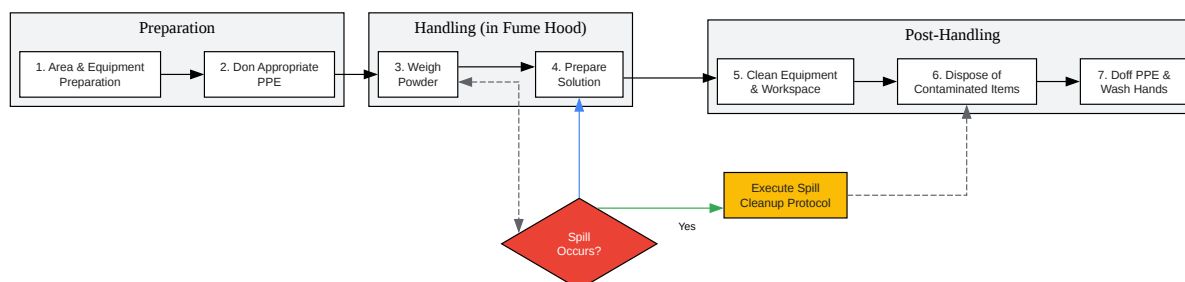 Preparation
1. Area & Equipment
Preparation
2. Don Appropriate
PPE
Handling (in Fume Hood)
3. Weigh
Powder
4. Prepare
Solution
Post-Handling
5. Clean Equipment
& Workspace
6. Dispose of
Contaminated Items
7. Doff PPE &
Wash Hands
Spill
Occurs?
Yes
Execute Spill
Cleanup Protocol